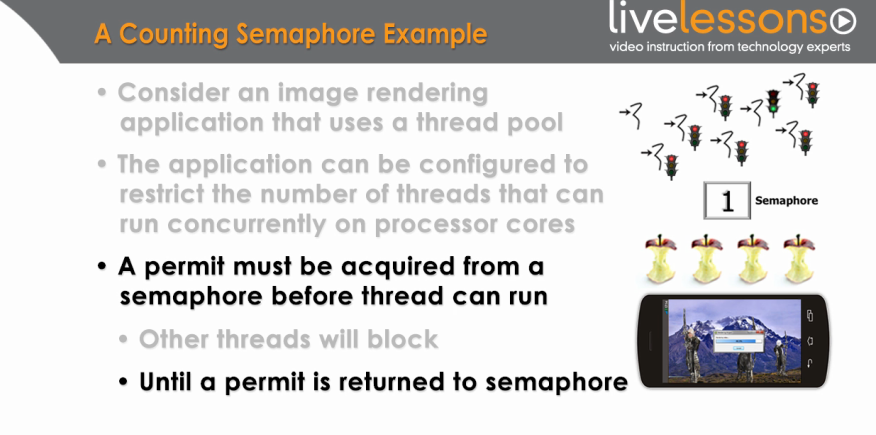 A Counting Semaphore Example
livelessons
video instruction from technology experts
• Consider an image rendering
application that uses a thread pool
• The application can be configured to
restrict the number of threads that can
run concurrently on processor cores
• A permit must be acquired from a
semaphore before thread can run
• Other threads will block
• Until a permit is returned to semaphore
1 Semaphore